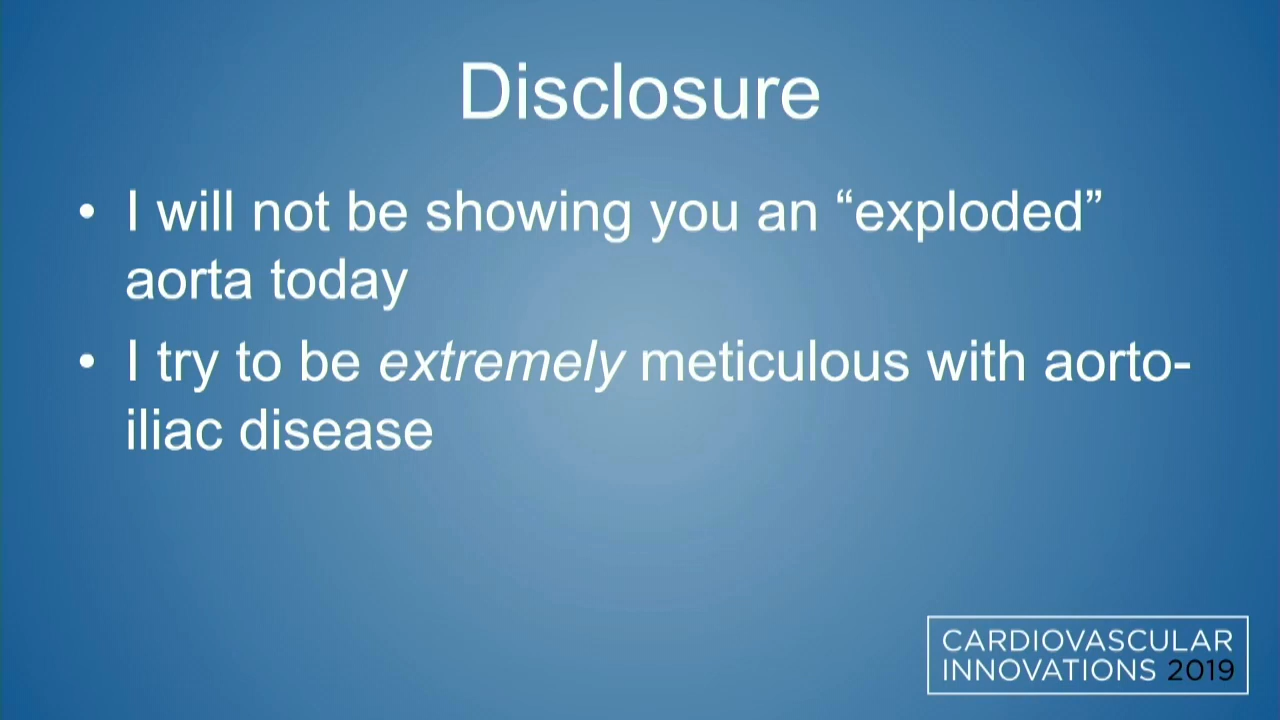 Disclosure
• I will not be showing you an “exploded”
aorta today
• I try to be extremely meticulous with aorto-
iliac disease
CARDIOVASCULAR
INNOVATIONS 2019